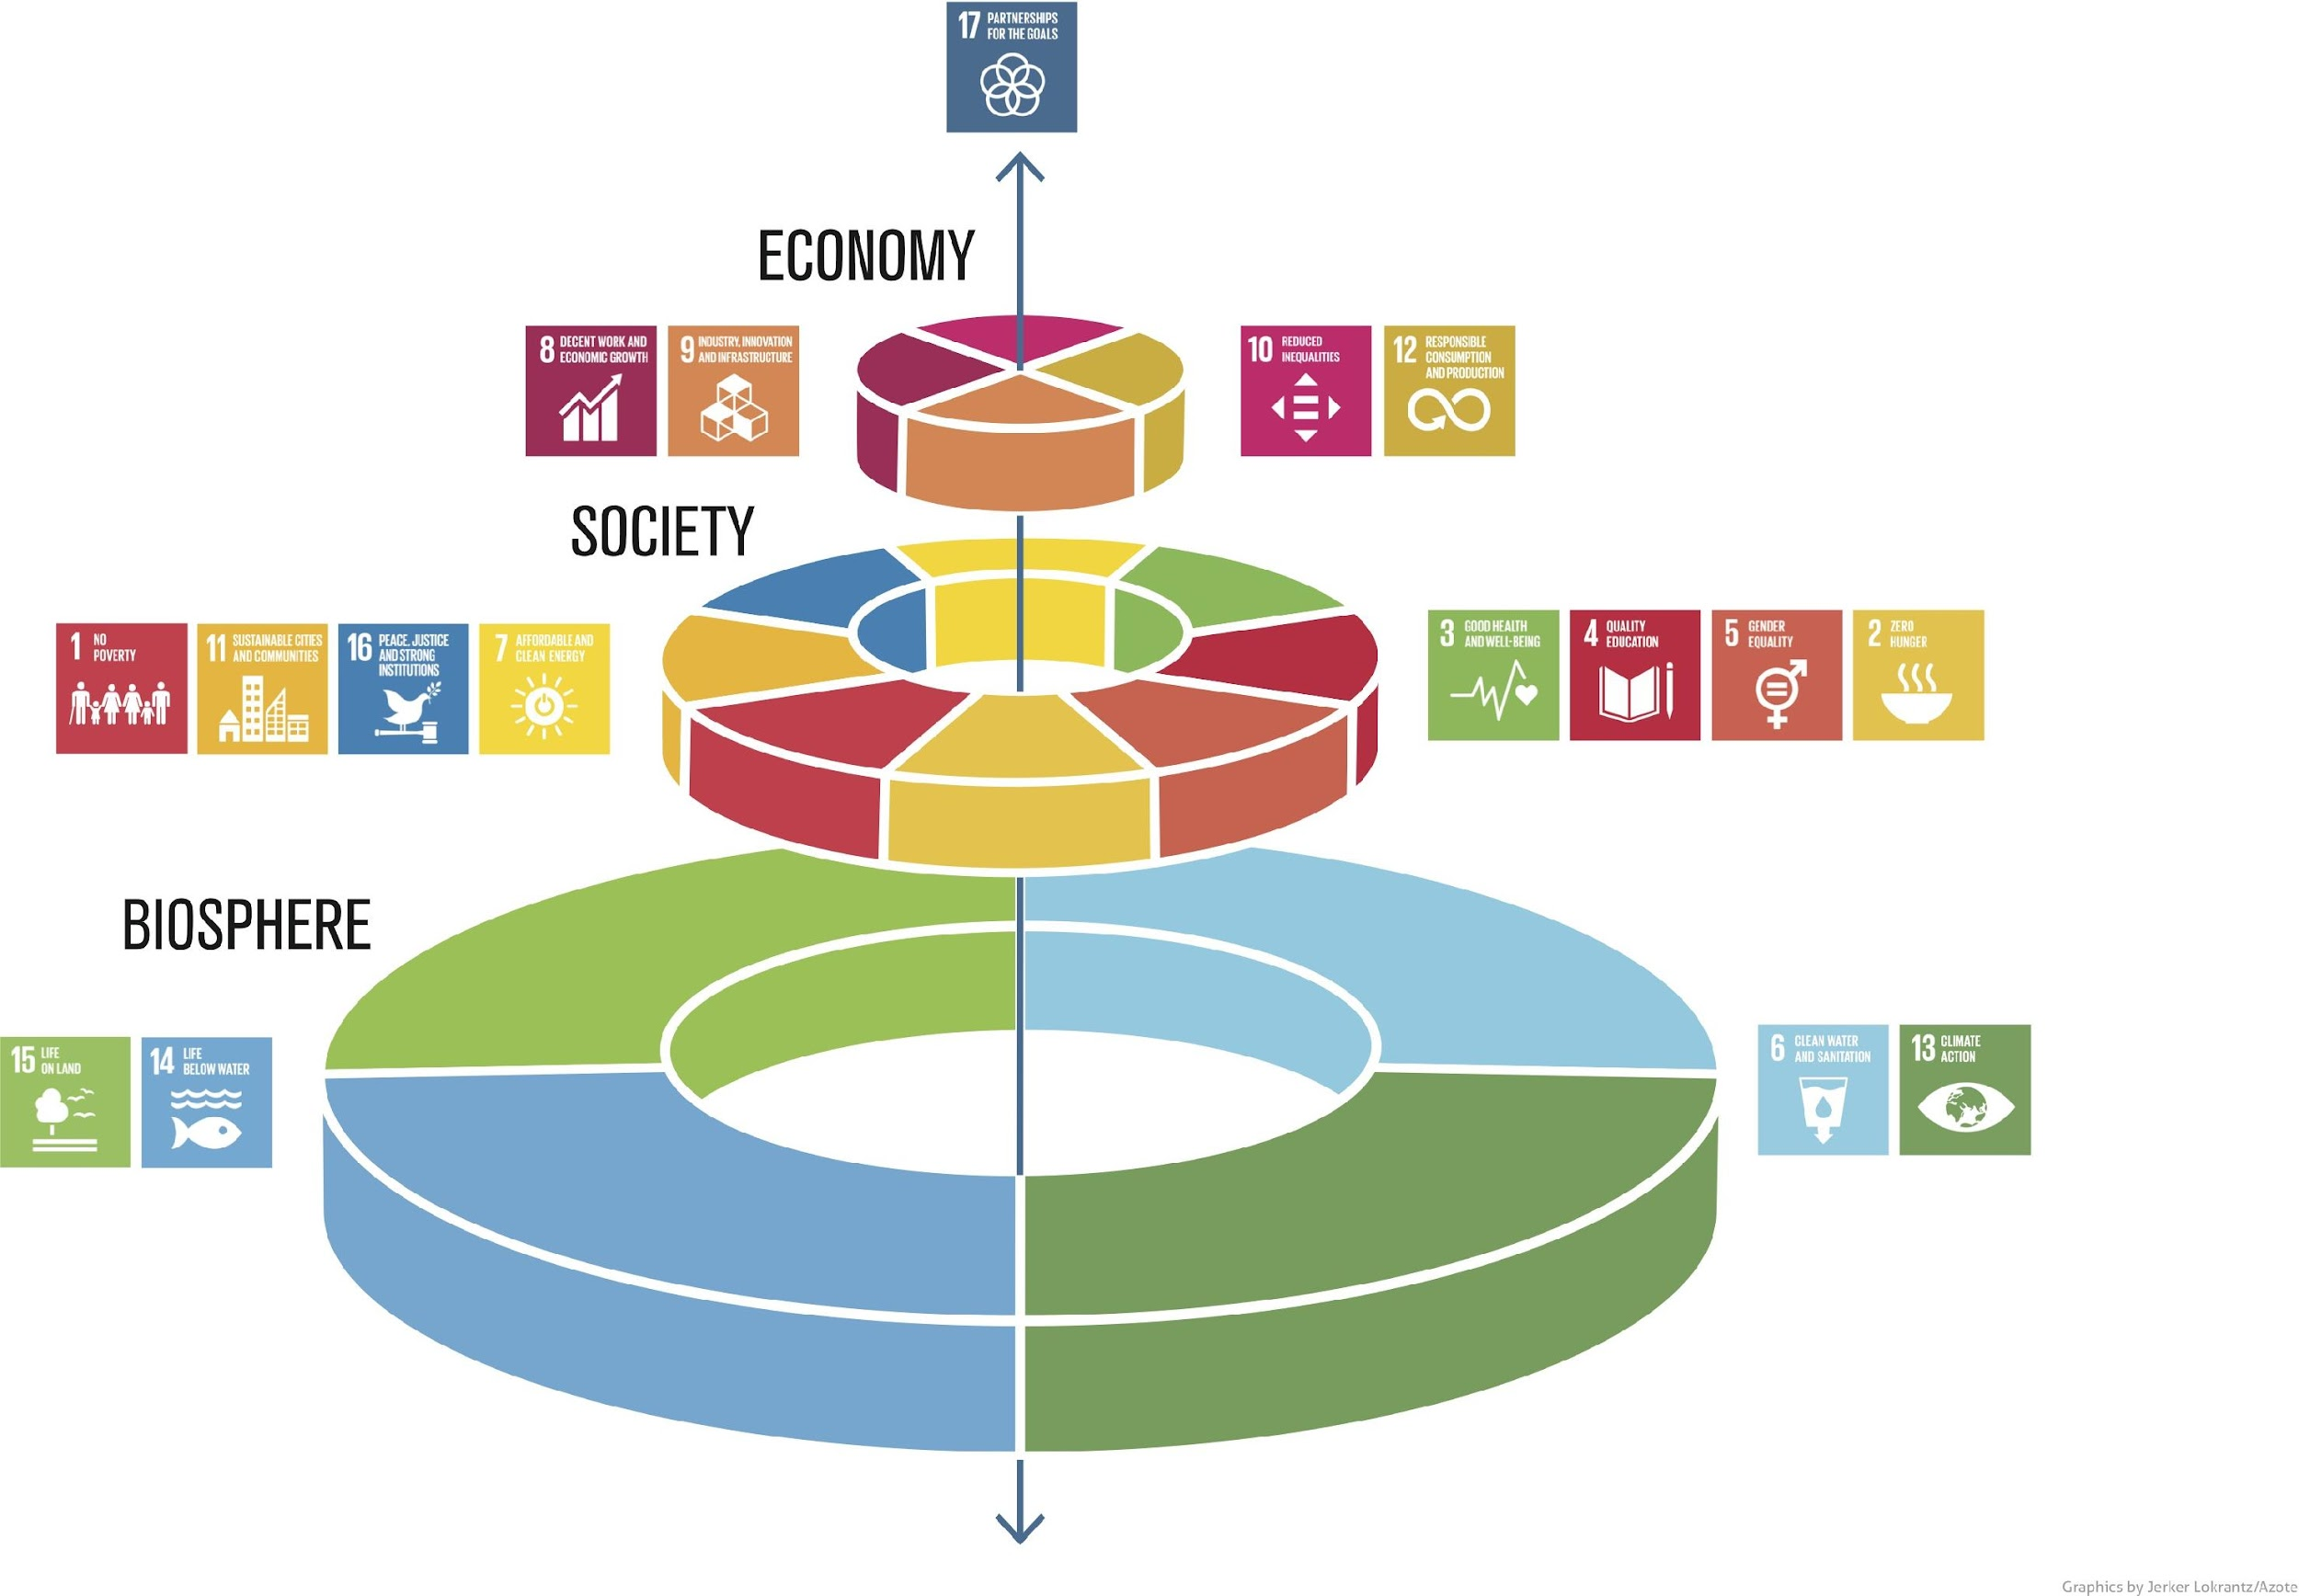 17 PARTNERSHIPS
FOR THE GOALS
ECONOMY
8 DECENT WORK AND
ECONOMIC GROWTH
9 INDUSTRY, INNOVATION
AND INFRASTRUCTURE
10 REDUCED
INEQUALITIES
12 RESPONSIBLE
CONSUMPTION
AND PRODUCTION
SOCIETY
1 NO
POVERTY
11 SUSTAINABLE CITIES
AND COMMUNITIES
16 PEACE, JUSTICE
AND STRONG
INSTITUTIONS
7 AFFORDABLE AND
CLEAN ENERGY
3 GOOD HEALTH
AND WELL-BEING
4 QUALITY
EDUCATION
5 GENDER
EQUALITY
2 ZERO
HUNGER
BIOSPHERE
15 LIFE
ON LAND
14 LIFE
BELOW WATER
6 CLEAN WATER
AND SANITATION
13 CLIMATE
ACTION
Graphics by Jerker Lokrantz/Azote